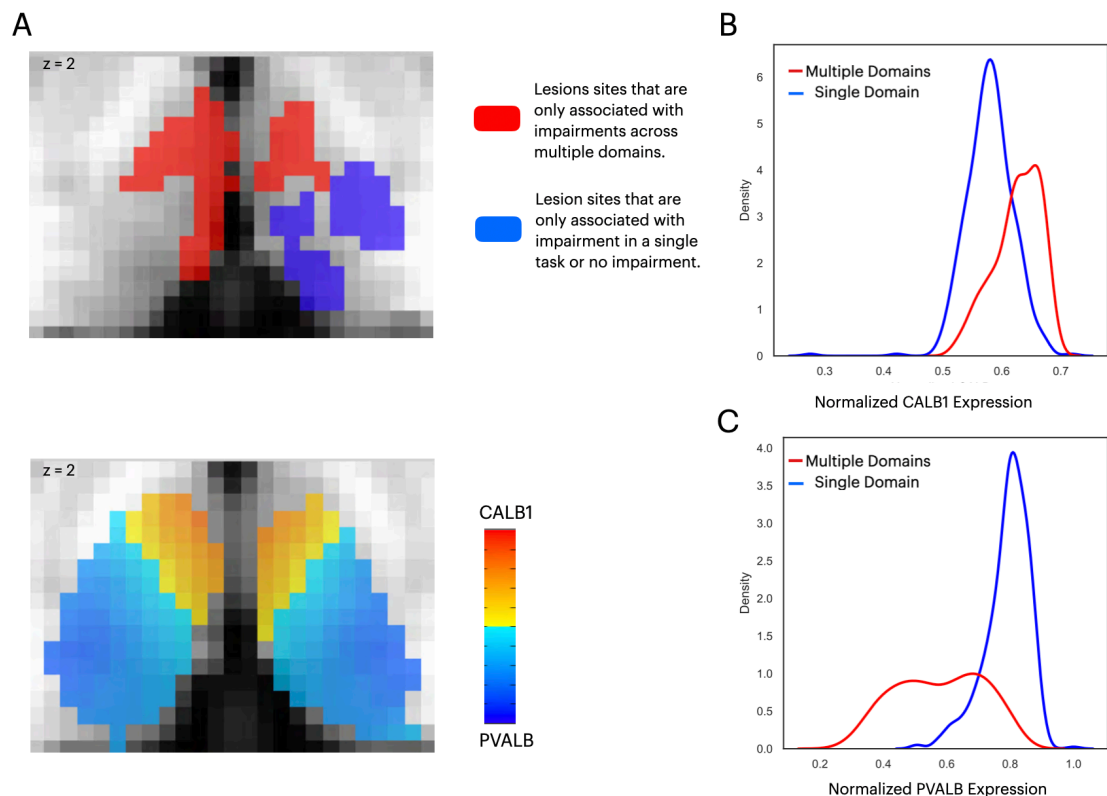 A
z = 2
Lesions sites that are
only associated with
impairments across
multiple domains.
Lesion sites that are
only associated with
impairment in a single
task or no impairment.
z = 2
CALB1
PVALB
B
Multiple Domains
Single Domain
Density
6
5
4
3
2
1
0
0.3 0.4 0.5 0.6 0.7
Normalized CALB1 Expression
C
Multiple Domains
Single Domain
Density
4.0
3.5
3.0
2.5
2.0
1.5
1.0
0.5
0.0
0.2 0.4 0.6 0.8 1.0
Normalized PVALB Expression